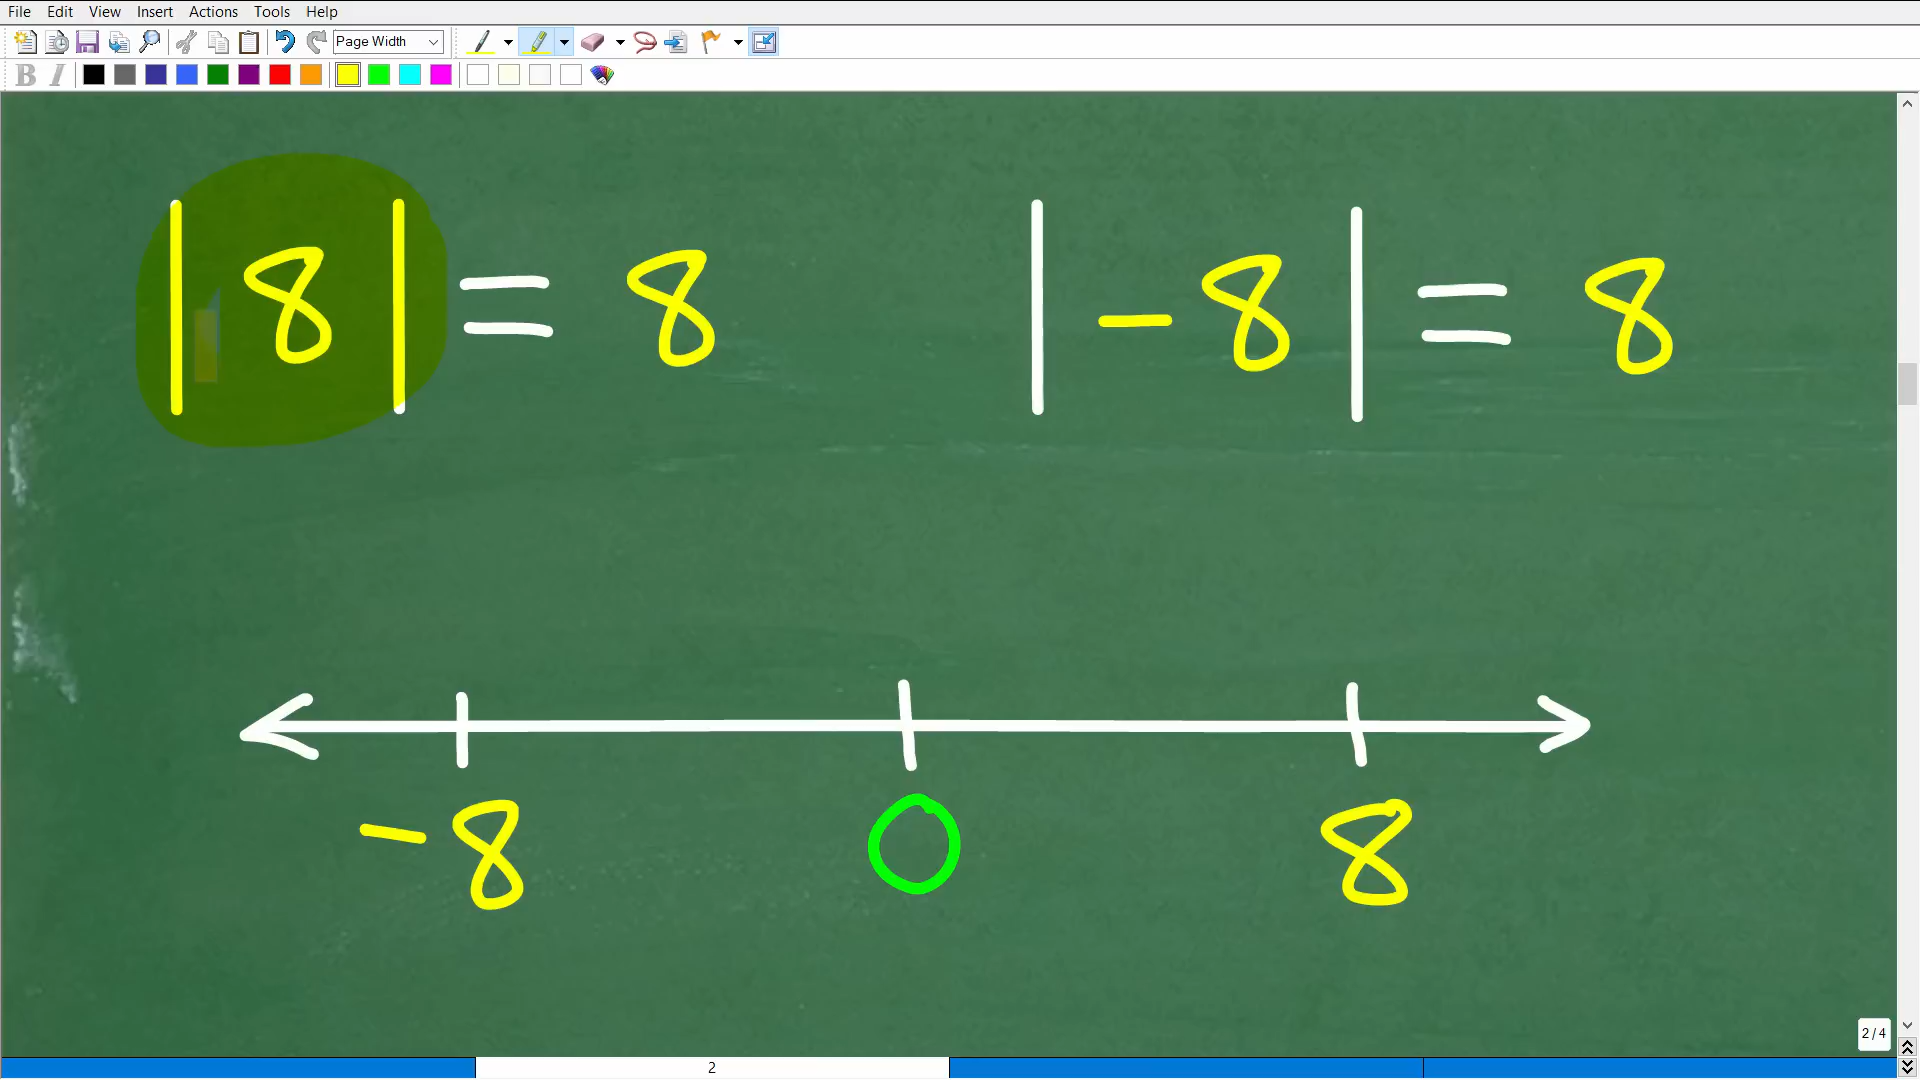 File Edit View Insert Actions Tools Help
Page Width
B I
|8| = 8 |-8| = 8
-8 0 8
2 / 4
2